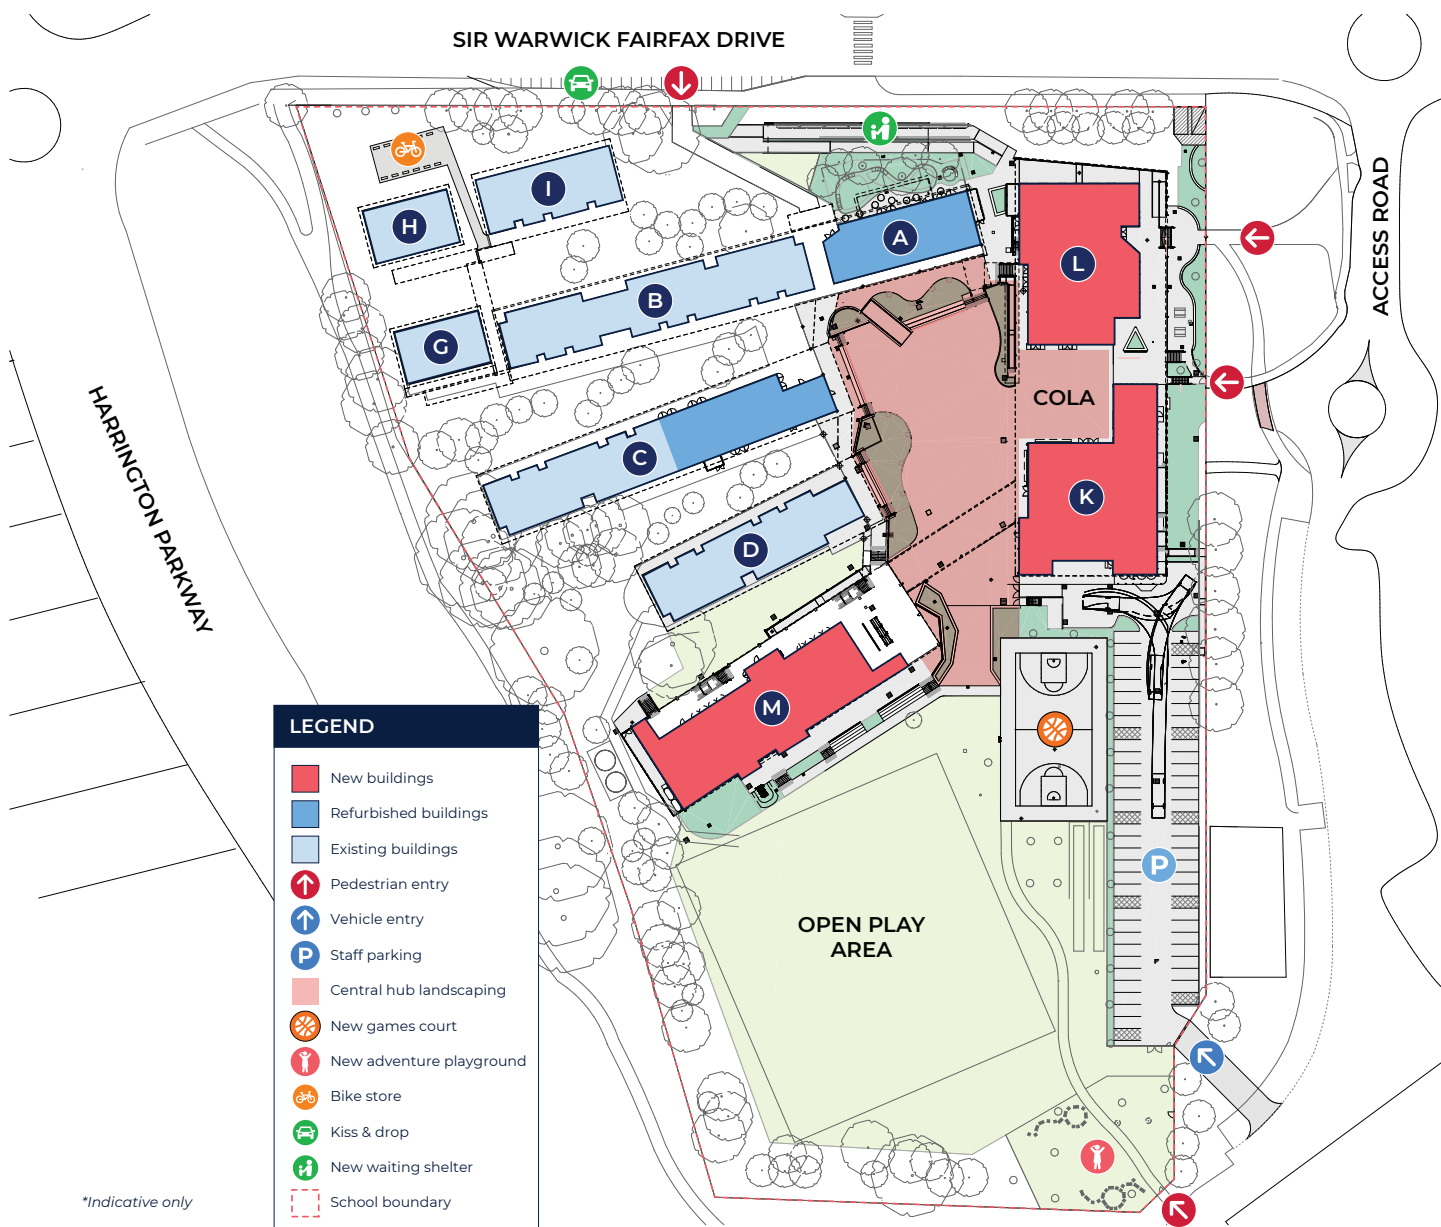 SIR WARWICK FAIRFAX DRIVE
I
H
A
L
B
G
ACCESS ROAD
COLA
C
K
D
HARRINGTON PARKWAY
M
P
OPEN PLAY
AREA
LEGEND
New buildings
Refurbished buildings
Existing buildings
Pedestrian entry
Vehicle entry
P Staff parking
Central hub landscaping
New games court
New adventure playground
Bike store
Kiss & drop
New waiting shelter
School boundary
*Indicative only